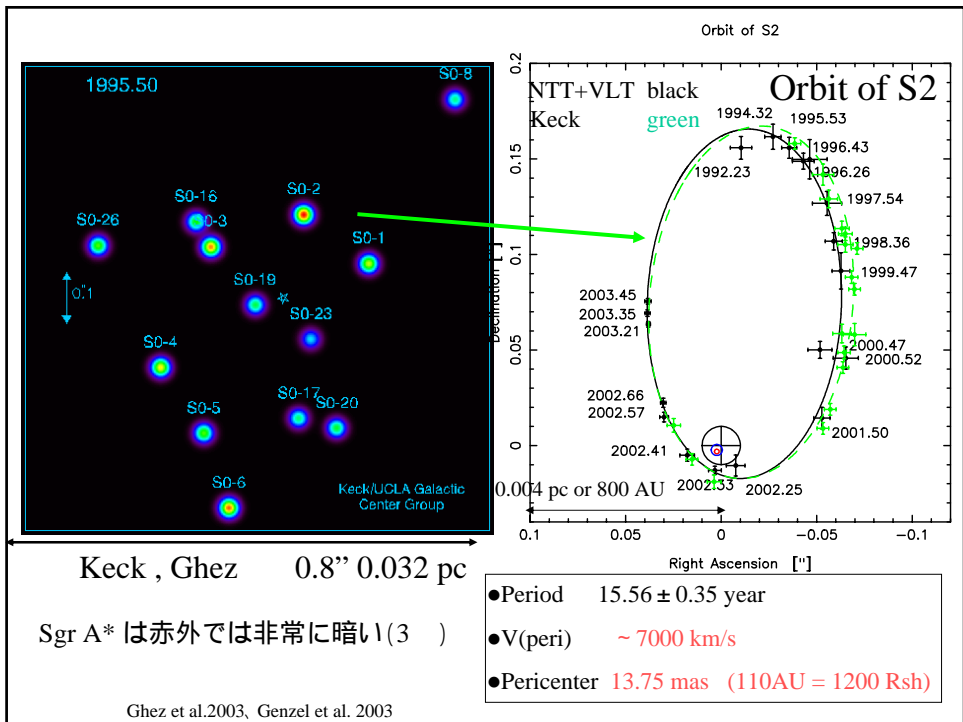 Orbit of S2
1995.50
S0-8
S0-16
S0-2
S0-26
S0-3
S0-1
0."1
S0-19
S0-23
S0-4
S0-17
S0-20
S0-5
S0-6
Keck/UCLA Galactic
Center Group
Keck , Ghez 0.8” 0.032 pc
Sgr A* は赤外では非常に暗い(3 )
Ghez et al.2003, Genzel et al. 2003
NTT+VLT black
Keck green
Orbit of S2
0.2
0.15
0.1
0.05
0
Declination ["]
1994.32
1995.53
1992.23
1996.43
1996.26
1997.54
1998.36
1999.47
2003.45
2003.35
2003.21
2000.47
2000.52
2002.66
2002.57
2001.50
2002.41
2002.33
2002.25
0.004 pc or 800 AU
0.1 0.05 0 −0.05 −0.1
Right Ascension ["]
●Period 15.56 ± 0.35 year
●V(peri) ~ 7000 km/s
●Pericenter 13.75 mas (110AU = 1200 Rsh)